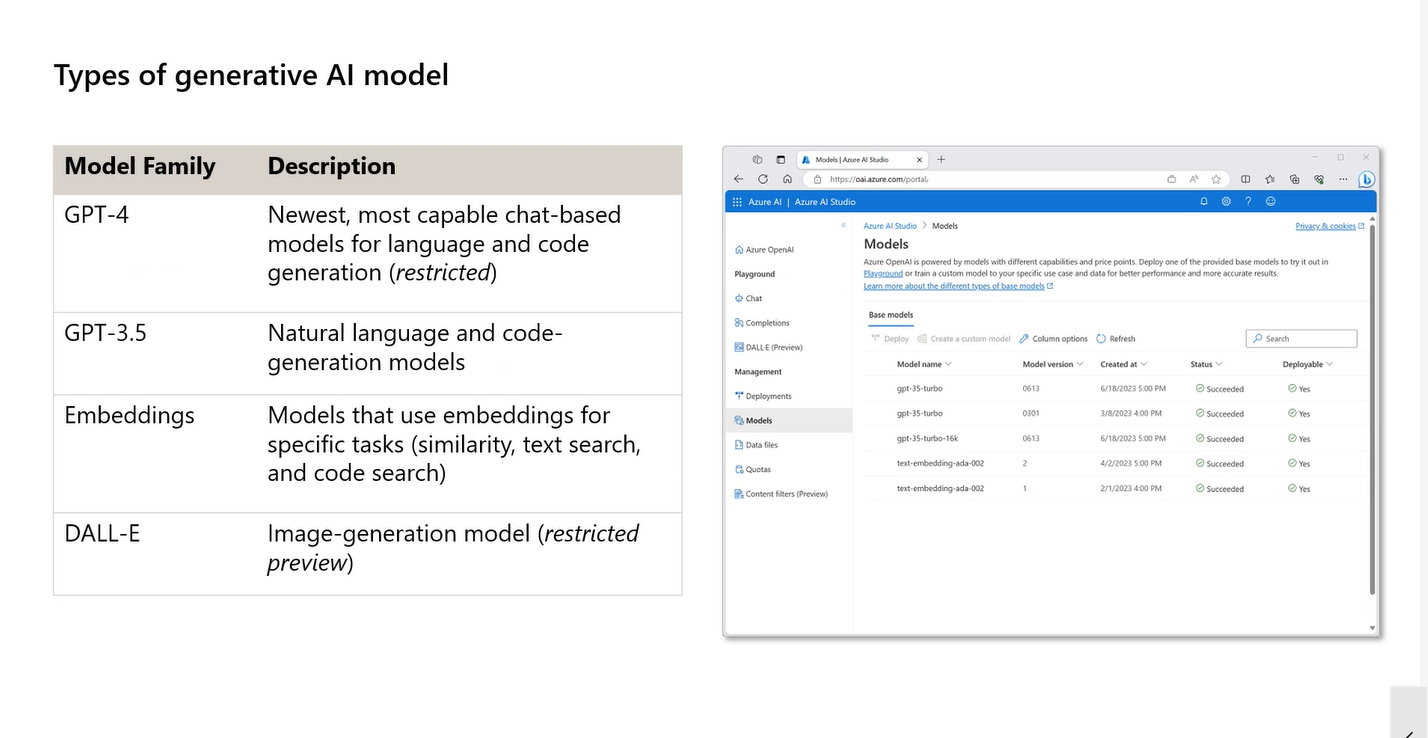 Types of generative AI model
Model Family Description
GPT-4 Newest, most capable chat-based
models for language and code
generation (restricted)
GPT-3.5 Natural language and code-
generation models
Embeddings Models that use embeddings for
specific tasks (similarity, text search,
and code search)
DALL-E Image-generation model (restricted
preview)
Models | Azure AI Studio
https://oai.azure.com/portal/
Azure AI | Azure AI Studio
Azure OpenAI
Playground
Chat
Completions
DALL·E (Preview)
Management
Deployments
Models
Data files
Quotas
Content filters (Preview)
Azure AI Studio > Models
Privacy & cookies
Models
Azure OpenAI is powered by models with different capabilities and price points. Deploy one of the provided base models to try it out in
Playground or train a custom model to your specific use case and data for better performance and more accurate results.
Learn more about the different types of base models
Base models
Deploy Create a custom model Column options Refresh Search
Model name Model version Created at Status Deployable
gpt-35-turbo 0613 6/18/2023 5:00 PM Succeeded Yes
gpt-35-turbo 0301 3/8/2023 4:00 PM Succeeded Yes
gpt-35-turbo-16k 0613 6/18/2023 5:00 PM Succeeded Yes
text-embedding-ada-002 2 4/2/2023 5:00 PM Succeeded Yes
text-embedding-ada-002 1 2/1/2023 4:00 PM Succeeded Yes